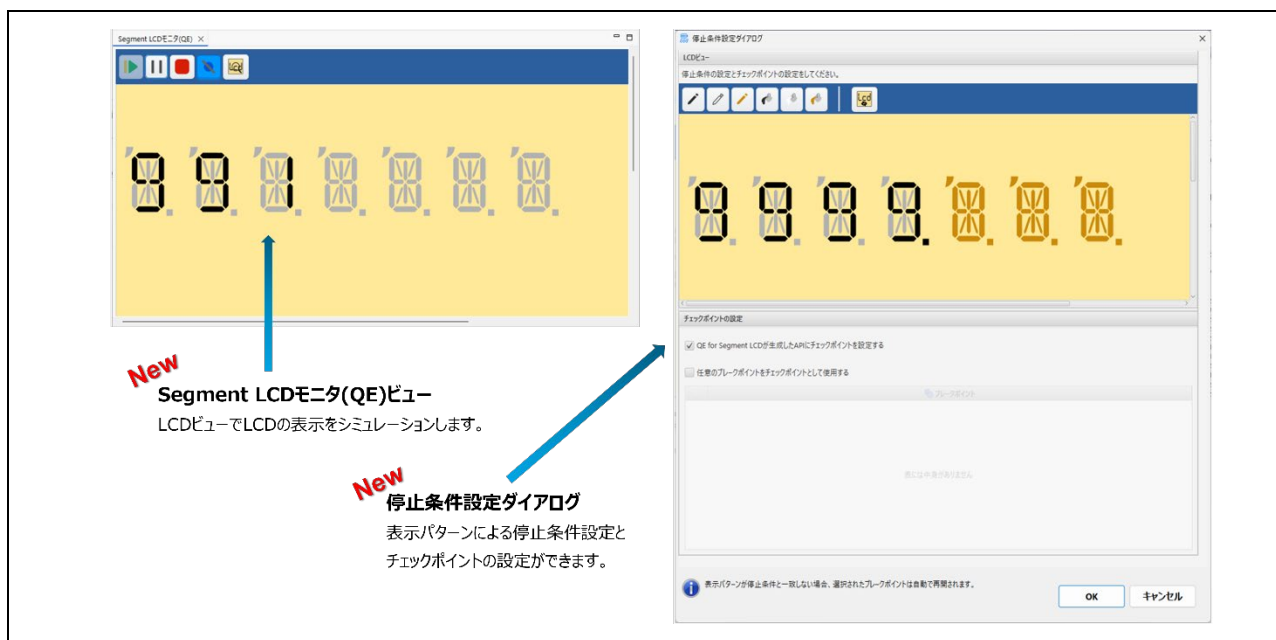 Segment LCDモニタ(QE)
991
New
Segment LCDモニタ(QE)ビュー
LCDビューでLCDの表示をシミュレーションします。
New
停止条件設定ダイアログ
表示パターンによる停止条件設定と
チェックポイントの設定ができます。
停止条件設定ダイアログ
LCDビュー
停止条件の設定とチェックポイントの設定をしてください。
Lcd
9999.
チェックポイントの設定
QE for Segment LCDが生成したAPIにチェックポイントを設定する
任意のブレークポイントをチェックポイントとして使用する
ブレークポイント
表示パターンが停止条件と一致しない場合、選択されたブレークポイントは自動で再開されます。
OK
キャンセル